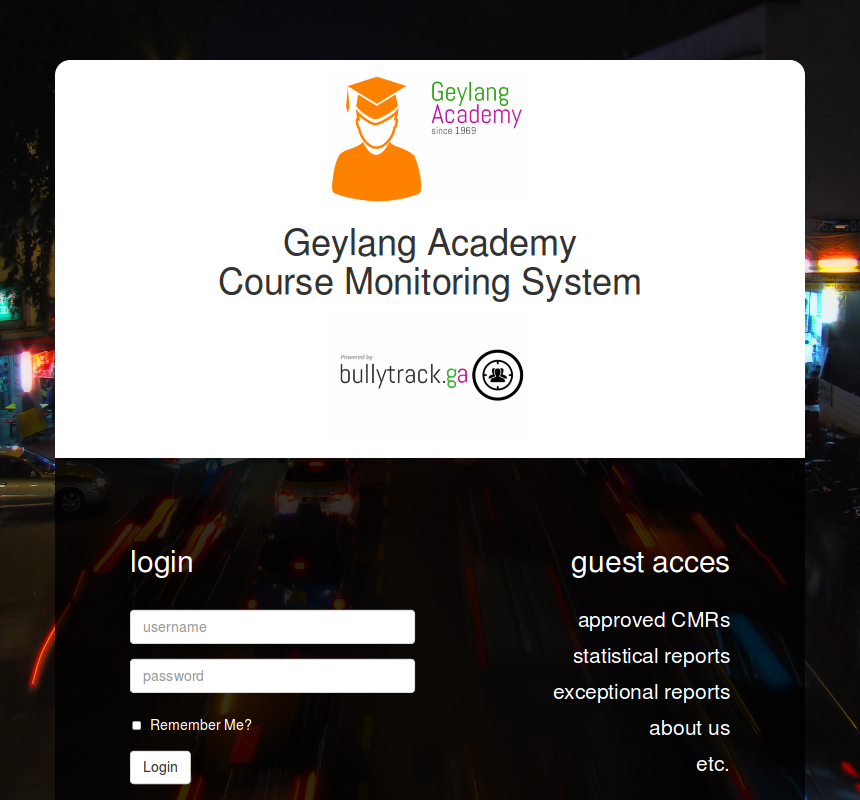 Geylang
Academy
since 1969
Geylang Academy
Course Monitoring System
Powered by
bullytrack.ga
login
username
password
Remember Me?
Login
guest acces
approved CMRs
statistical reports
exceptional reports
about us
etc.